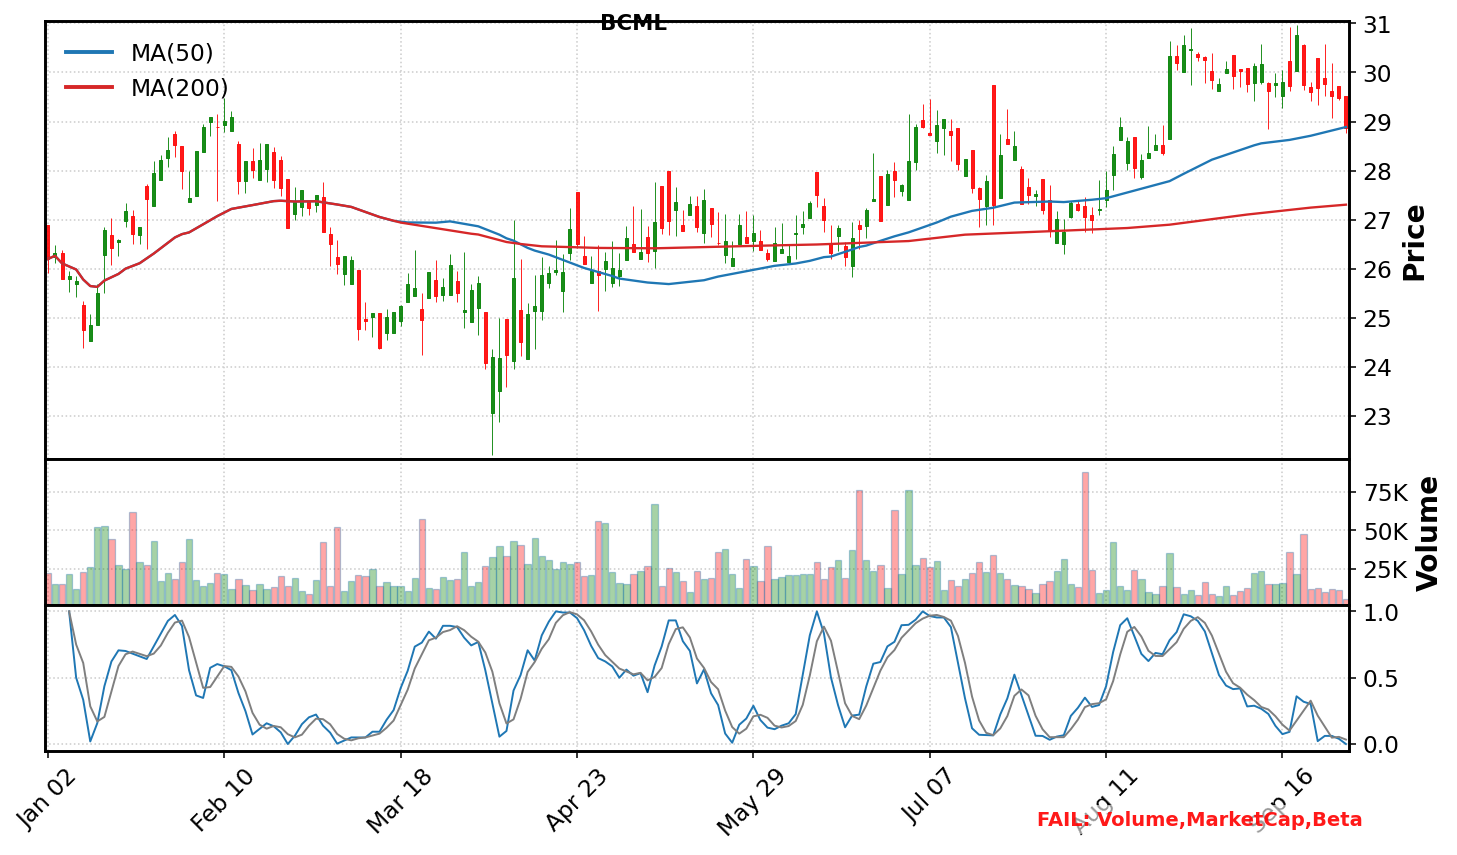 BCML
MA(50)
MA(200)
31
30
29
28
27
26
25
24
23
Price
75K
50K
25K
Volume
1.0
0.5
0.0
Jan 02
Feb 10
Mar 18
Apr 23
May 29
Jul 07
Aug 11
Sep 16
FAIL: Volume,MarketCap,Beta